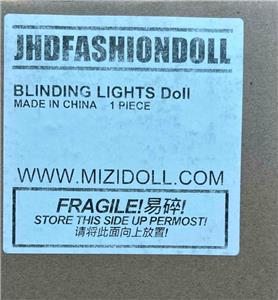 JHDFASHIONDOLL
BLINDING LIGHTS Doll
MADE IN CHINA 1 PIECE
WWW.MIZIDOLL.COM
FRAGILE!易碎!
STORE THIS SIDE UP PERMOST!
请将此面向上放置!